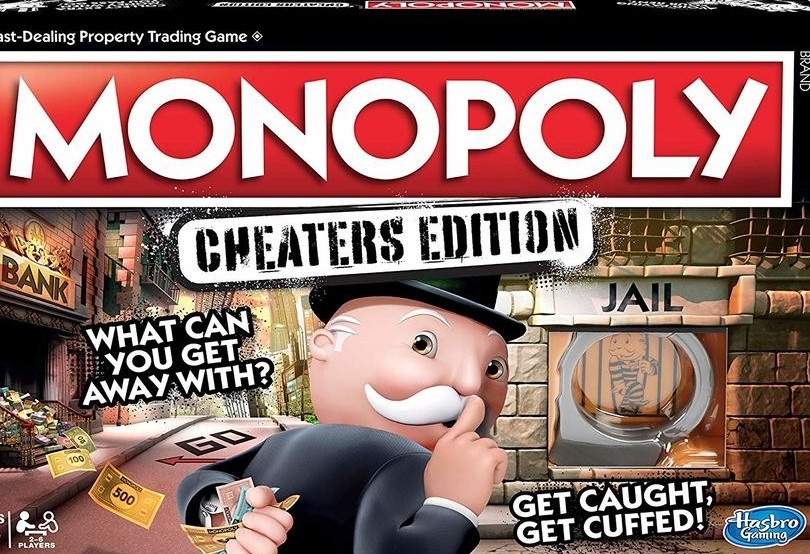 ast-Dealing Property Trading Game
BRAND
MONOPOLY
CHEATERS EDITION
BANK
JAIL
WHAT CAN
YOU GET
AWAY WITH?
GO
100
500
GET CAUGHT,
GET CUFFED!
2-6
PLAYERS
Hasbro
Gaming